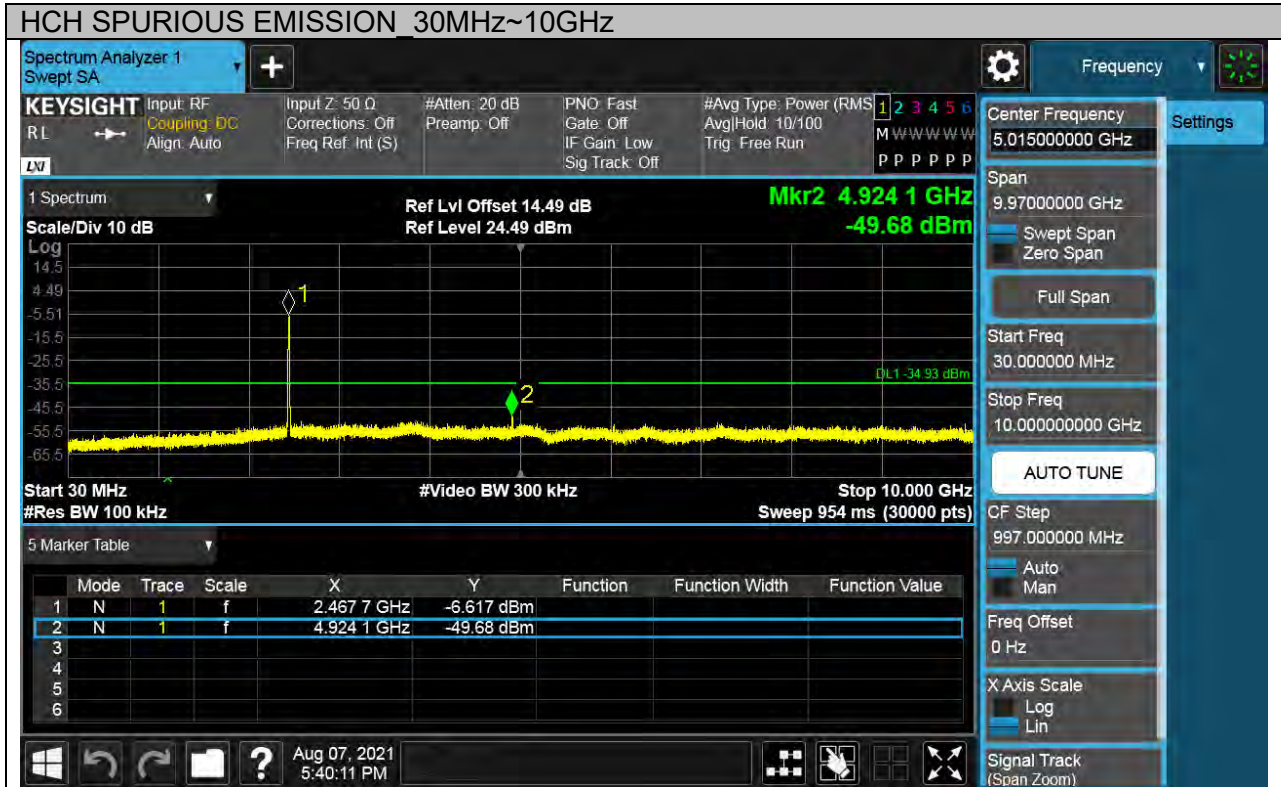 HCH SPURIOUS EMISSION_30MHz~10GHz
Spectrum Analyzer 1
Swept SA
+
Frequency
KEYSIGHT
Input: RF
Input Z: 50 Ω
#Atten: 20 dB
PNO: Fast
#Avg Type: Power (RMS
1 2 3 4 5 6
R L
Coupling: DC
Corrections: Off
Preamp: Off
Gate: Off
Avg|Hold: 10/100
M W W W W W
Align: Auto
Freq Ref: Int (S)
IF Gain: Low
Trig: Free Run
LXI
Sig Track: Off
P P P P P P
1 Spectrum
Ref Lvl Offset 14.49 dB
Mkr2 4.924 1 GHz
Scale/Div 10 dB
Ref Level 24.49 dBm
-49.68 dBm
Log
14.5
4.49
-5.51
-15.5
-25.5
-35.5
-45.5
-55.5
-65.5
1
2
DL1 -34.93 dBm
Start 30 MHz
#Video BW 300 kHz
Stop 10.000 GHz
#Res BW 100 kHz
Sweep 954 ms (30000 pts)
5 Marker Table
Mode Trace Scale X Y Function Function Width Function Value
1 N 1 f 2.467 7 GHz -6.617 dBm
2 N 1 f 4.924 1 GHz -49.68 dBm
3
4
5
6
?
Aug 07, 2021
5:40:11 PM
Center Frequency
5.015000000 GHz
Settings
Span
9.97000000 GHz
Swept Span
Zero Span
Full Span
Start Freq
30.000000 MHz
Stop Freq
10.000000000 GHz
AUTO TUNE
CF Step
997.000000 MHz
Auto
Man
Freq Offset
0 Hz
X Axis Scale
Log
Lin
Signal Track
(Span Zoom)